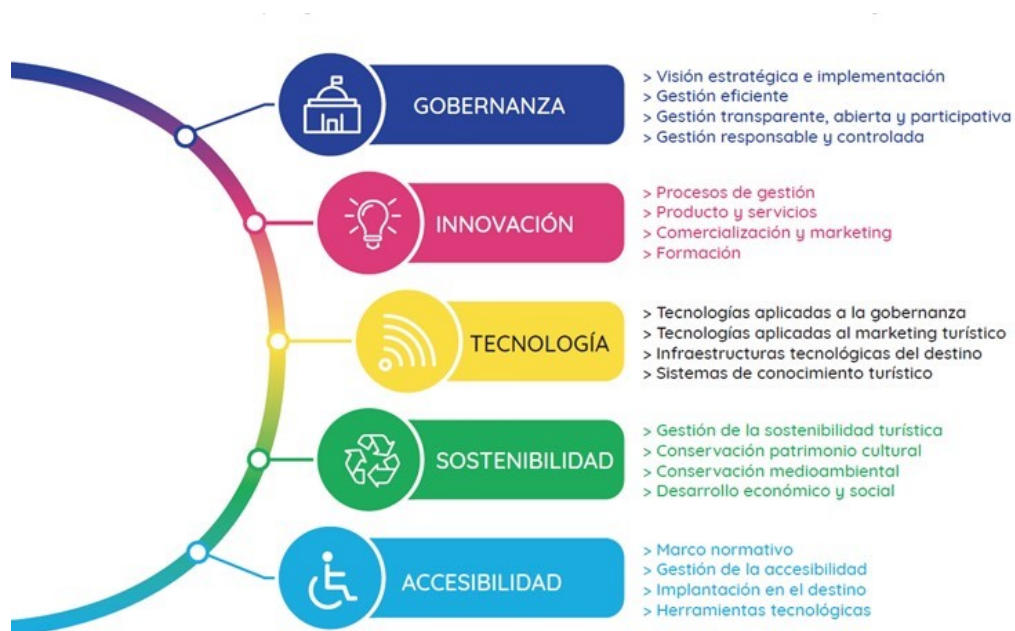 GOBERNANZA
> Visión estratégica e implementación
> Gestión eficiente
> Gestión transparente, abierta y participativa
> Gestión responsable y controlada
INNOVACIÓN
> Procesos de gestión
> Producto y servicios
> Comercialización y marketing
> Formación
TECNOLOGÍA
> Tecnologías aplicadas a la gobernanza
> Tecnologías aplicadas al marketing turístico
> Infraestructuras tecnológicas del destino
> Sistemas de conocimiento turístico
SOSTENIBILIDAD
> Gestión de la sostenibilidad turística
> Conservación patrimonio cultural
> Conservación medioambiental
> Desarrollo económico y social
ACCESIBILIDAD
> Marco normativo
> Gestión de la accesibilidad
> Implantación en el destino
> Herramientas tecnológicas